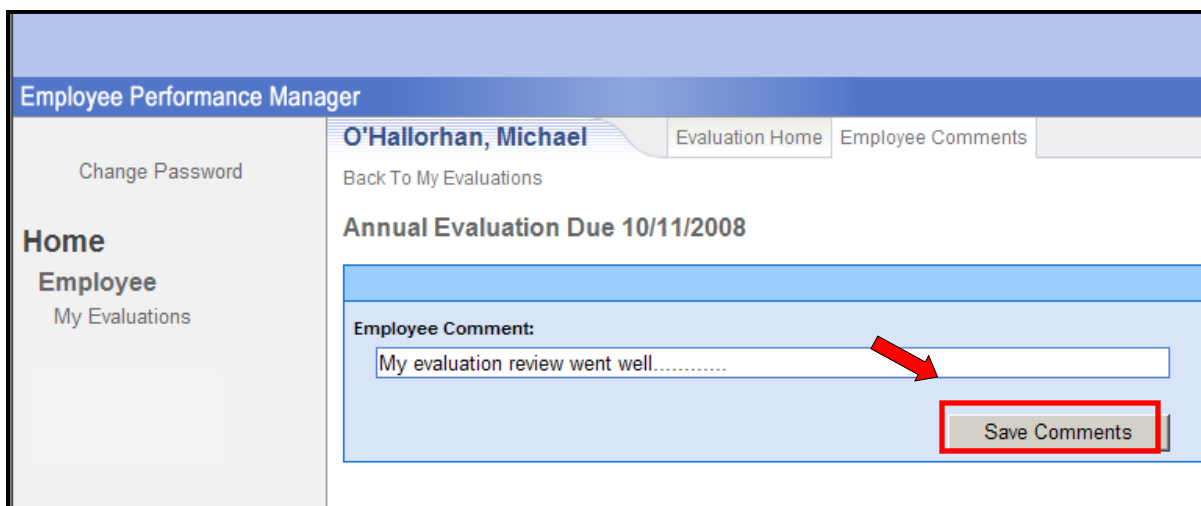 Employee Performance Manager
O'Hallorhan, Michael
Evaluation Home
Employee Comments
Change Password
Back To My Evaluations
Home
Annual Evaluation Due 10/11/2008
Employee
My Evaluations
Employee Comment:
My evaluation review went well............
Save Comments